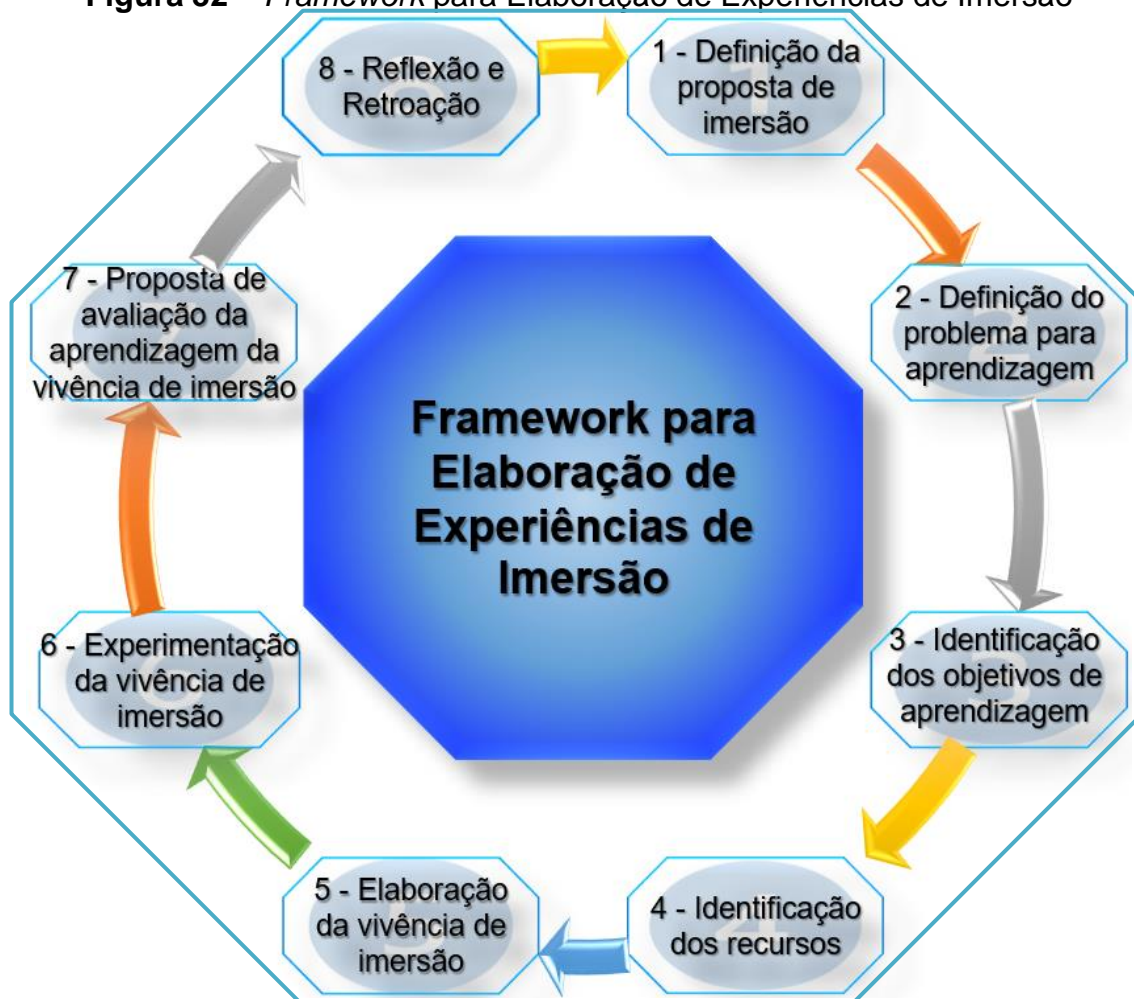 Figura 32 – Framework para Elaboração de Experiências de Imersão
8 - Reflexão e
Retroação
1 - Definição da
proposta de
imersão
2 - Definição do
problema para
aprendizagem
3 - Identificação
dos objetivos de
aprendizagem
4 - Identificação
dos recursos
5 - Elaboração
da vivência de
imersão
6 - Experimentação
da vivência de
imersão
7 - Proposta de
avaliação da
aprendizagem da
vivência de imersão
Framework para
Elaboração de
Experiências de
Imersão